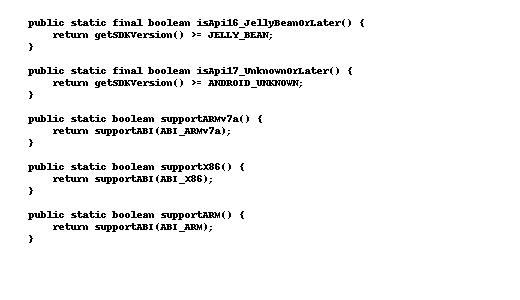 public static final boolean isApi16_JellyBeanOrLater() {
    return getSDKVersion() >= JELLY_BEAN;
}

public static final boolean isApi17_UnknownOrLater() {
    return getSDKVersion() >= ANDROID_UNKNOWN;
}

public static boolean supportARMv7a() {
    return supportABI(ABI_ARMv7a);
}

public static boolean supportX86() {
    return supportABI(ABI_X86);
}

public static boolean supportARM() {
    return supportABI(ABI_ARM);
}